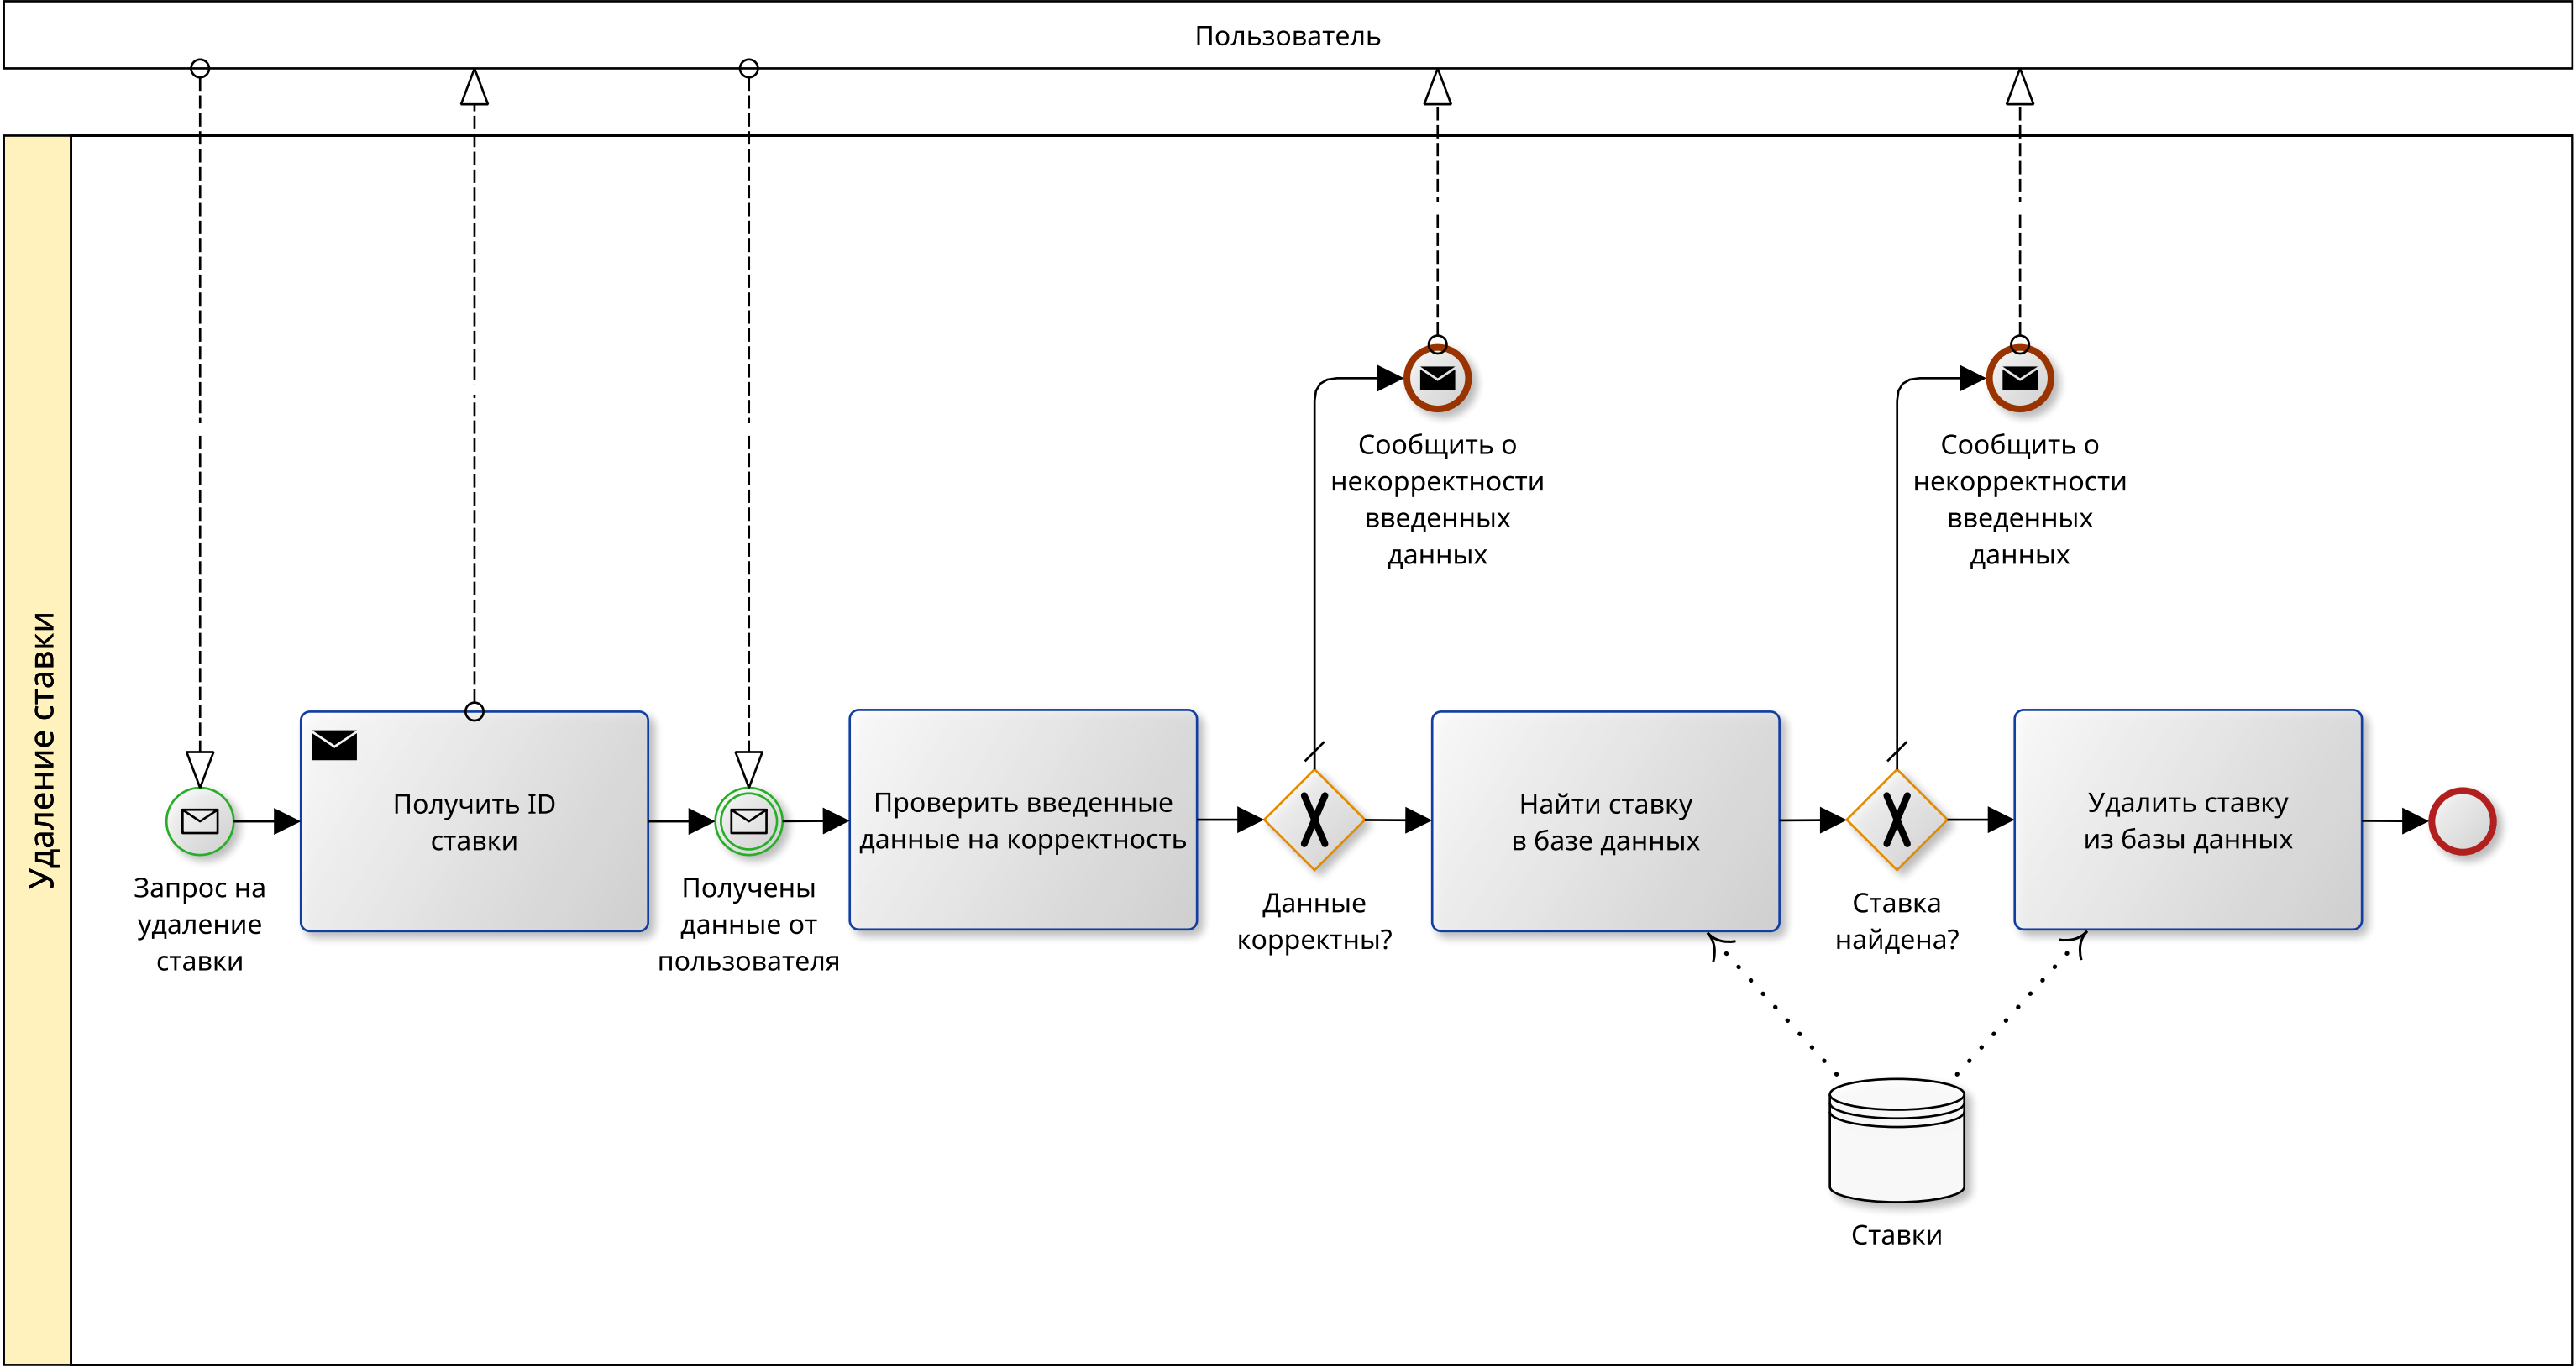 Пользователь
Удаление ставки
Сообщить о
некорректности
введенных
данных
Сообщить о
некорректности
введенных
данных
Получить ID
ставки
Проверить введенные
данные на корректность
Найти ставку
в базе данных
Удалить ставку
из базы данных
Запрос на
удаление
ставки
Получены
данные от
пользователя
Данные
корректны?
Ставка
найдена?
Ставки